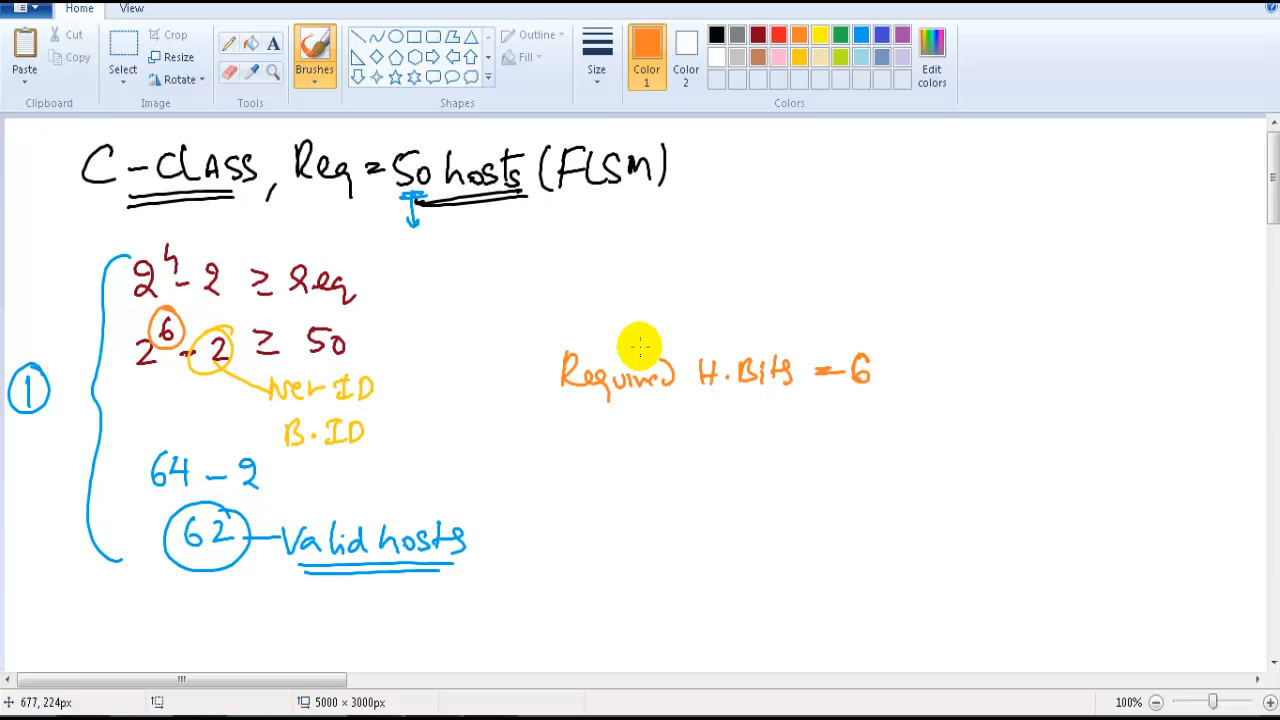 Home View
Paste
Cut
Copy
Clipboard
Select
Crop
Resize
Rotate
Image
A
Tools
Brushes
Shapes
Outline
Fill
Size
Color 1
Color 2
Edit colors
Colors
C-CLASS, Req = 50 hosts (FLSM)
2^h - 2 ≥ Req
2^6 - 2 ≥ 50
Net ID
B.ID
64 - 2
62 - Valid hosts
1
Required H.Bits = 6
677, 224px
5000 × 3000px
100%